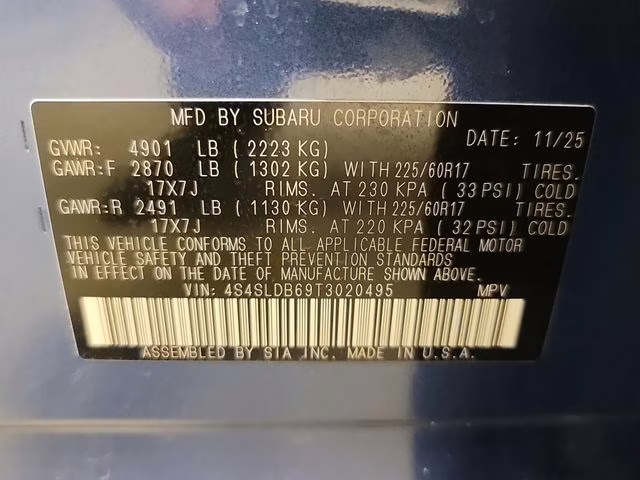 MFD BY SUBARU CORPORATION
GVWR: 4901 LB (2223 KG) DATE: 11/25
GAWR:F 2870 LB (1302 KG) WITH 225/60R17 TIRES.
17X7J RIMS. AT 230 KPA (33 PSI) COLD
GAWR:R 2491 LB (1130 KG) WITH 225/60R17 TIRES.
17X7J RIMS. AT 220 KPA (32 PSI) COLD
THIS VEHICLE CONFORMS TO ALL APPLICABLE FEDERAL MOTOR
VEHICLE SAFETY AND THEFT PREVENTION STANDARDS
IN EFFECT ON THE DATE OF MANUFACTURE SHOWN ABOVE.
VIN: 4S4SLDB69T3020495 MPV
ASSEMBLED BY SIA INC. MADE IN U.S.A.